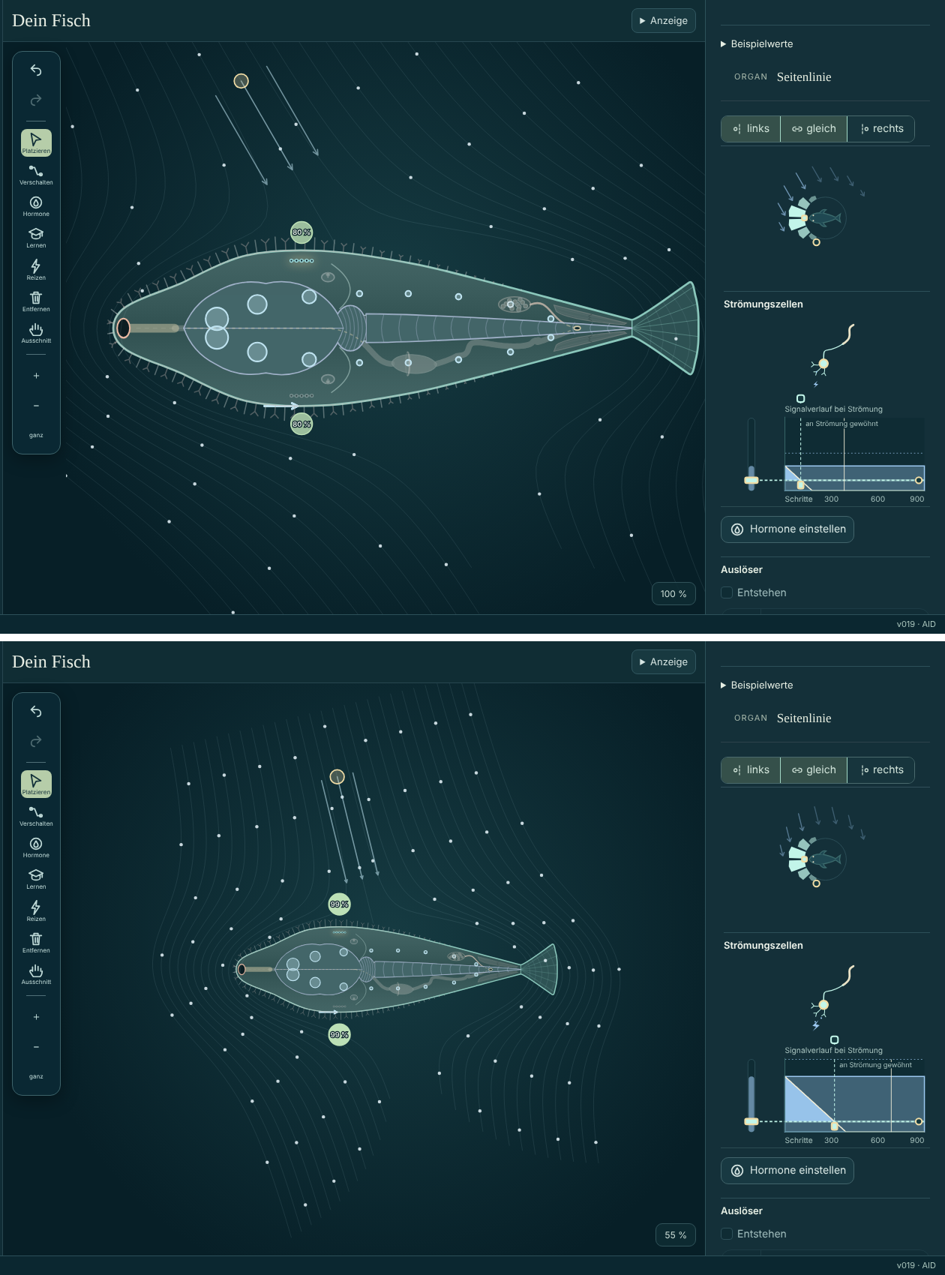 Dein Fisch
Anzeige
Platzieren
Verschalten
Hormone
Lernen
Reizen
Entfernen
Ausschnitt
+
−
ganz
80 %
80 %
100 %
Beispielwerte
ORGAN Seitenlinie
links gleich rechts
Strömungszellen
Signalverlauf bei Strömung
an Strömung gewöhnt
Schritte 300 600 900
Hormone einstellen
Auslöser
Entstehen
v019 · AID
Dein Fisch
Anzeige
Platzieren
Verschalten
Hormone
Lernen
Reizen
Entfernen
Ausschnitt
+
−
ganz
55 %
Beispielwerte
ORGAN Seitenlinie
links gleich rechts
Strömungszellen
Signalverlauf bei Strömung
an Strömung gewöhnt
Schritte 300 600 900
Hormone einstellen
Auslöser
Entstehen
v019 · AID